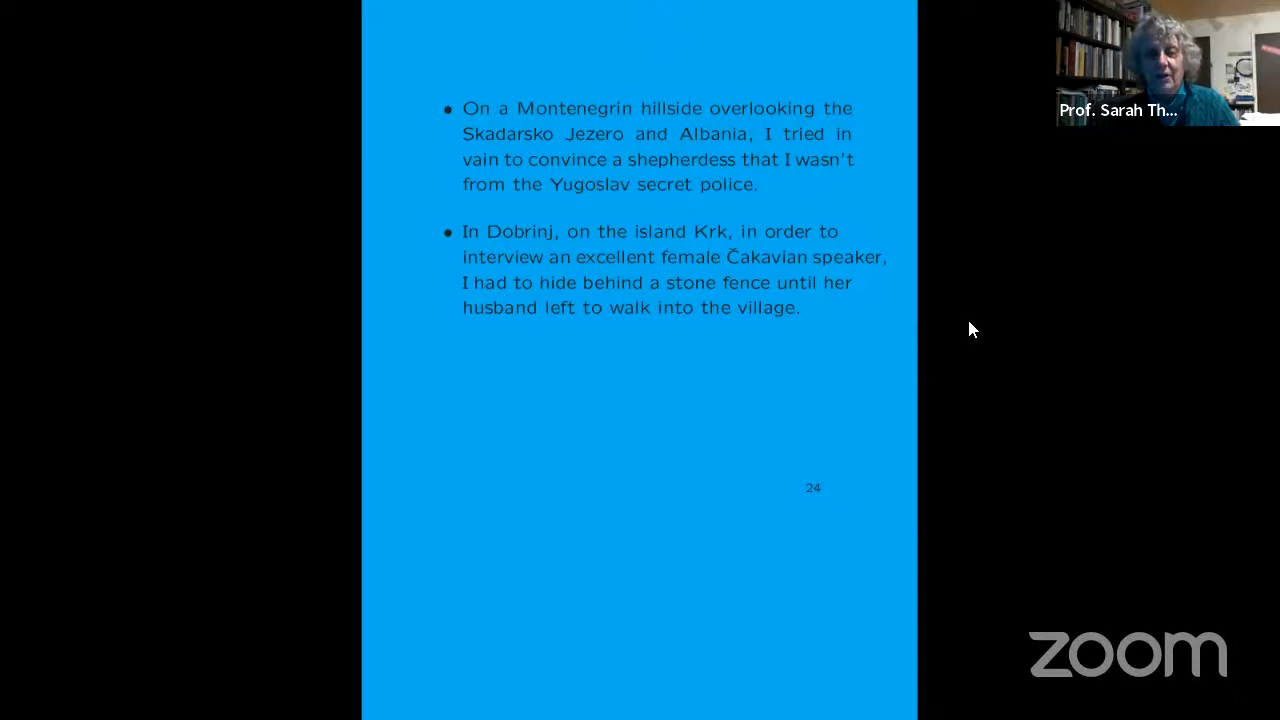 Prof. Sarah Th...
• On a Montenegrin hillside overlooking the
Skadarsko Jezero and Albania, I tried in
vain to convince a shepherdess that I wasn't
from the Yugoslav secret police.
• In Dobrinj, on the island Krk, in order to
interview an excellent female Čakavian speaker,
I had to hide behind a stone fence until her
husband left to walk into the village.
24
zoom